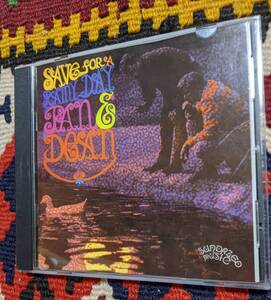 SAVE FOR A
RAINY DAY
JAN &
DEAN
SUNDAZED
MUSIC